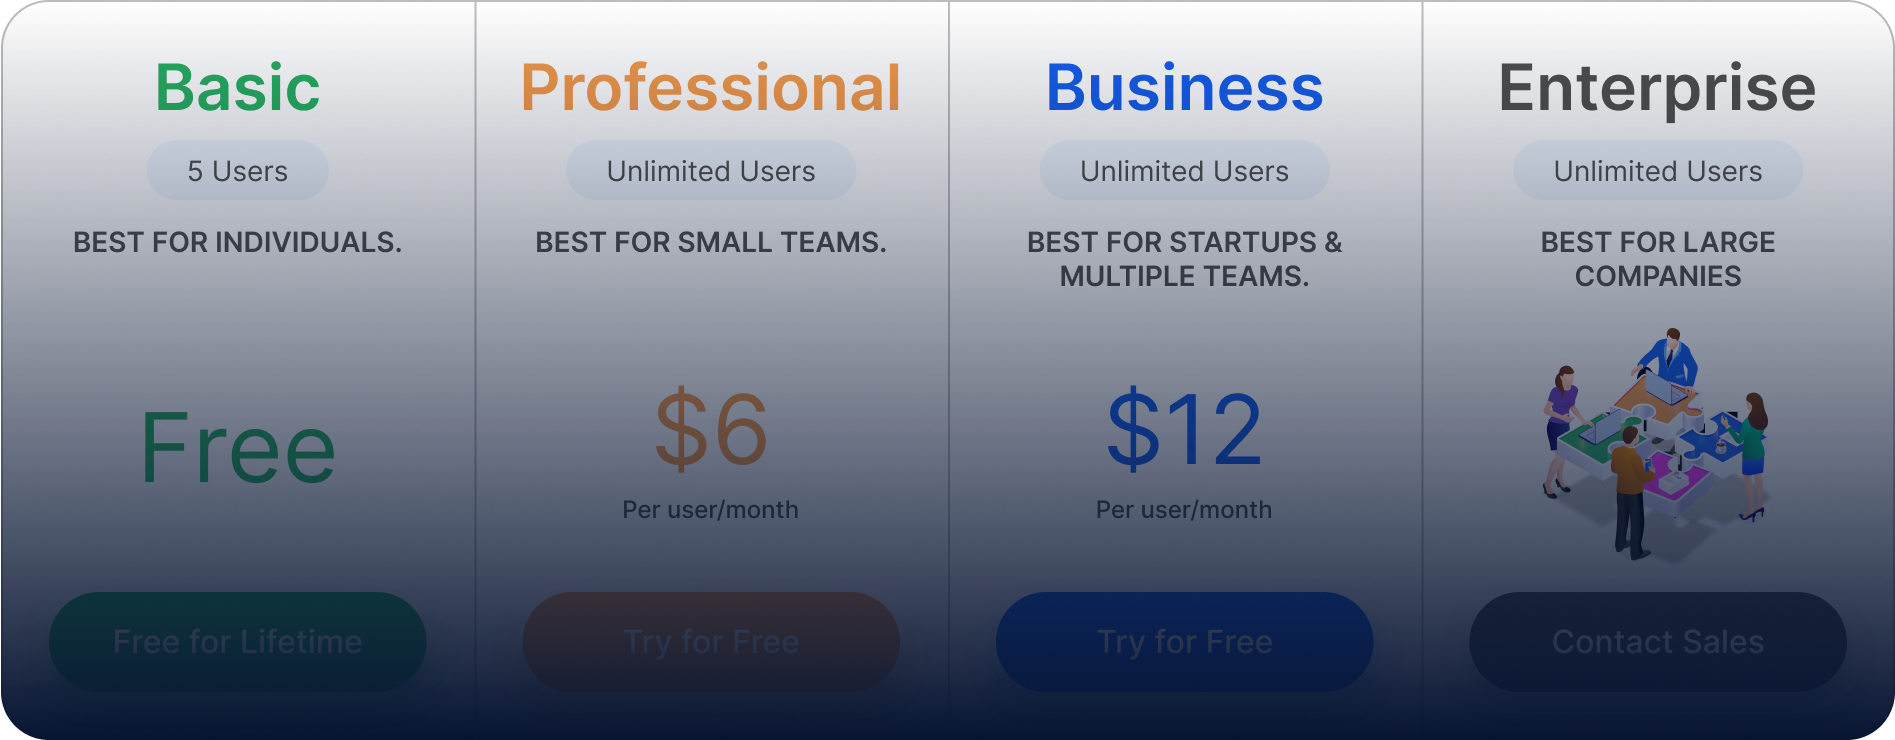 Basic
5 Users
BEST FOR INDIVIDUALS.
Free
Free for Lifetime
Professional
Unlimited Users
BEST FOR SMALL TEAMS.
$6
Per user/month
Try for Free
Business
Unlimited Users
BEST FOR STARTUPS &
MULTIPLE TEAMS.
$12
Per user/month
Try for Free
Enterprise
Unlimited Users
BEST FOR LARGE
COMPANIES
Contact Sales